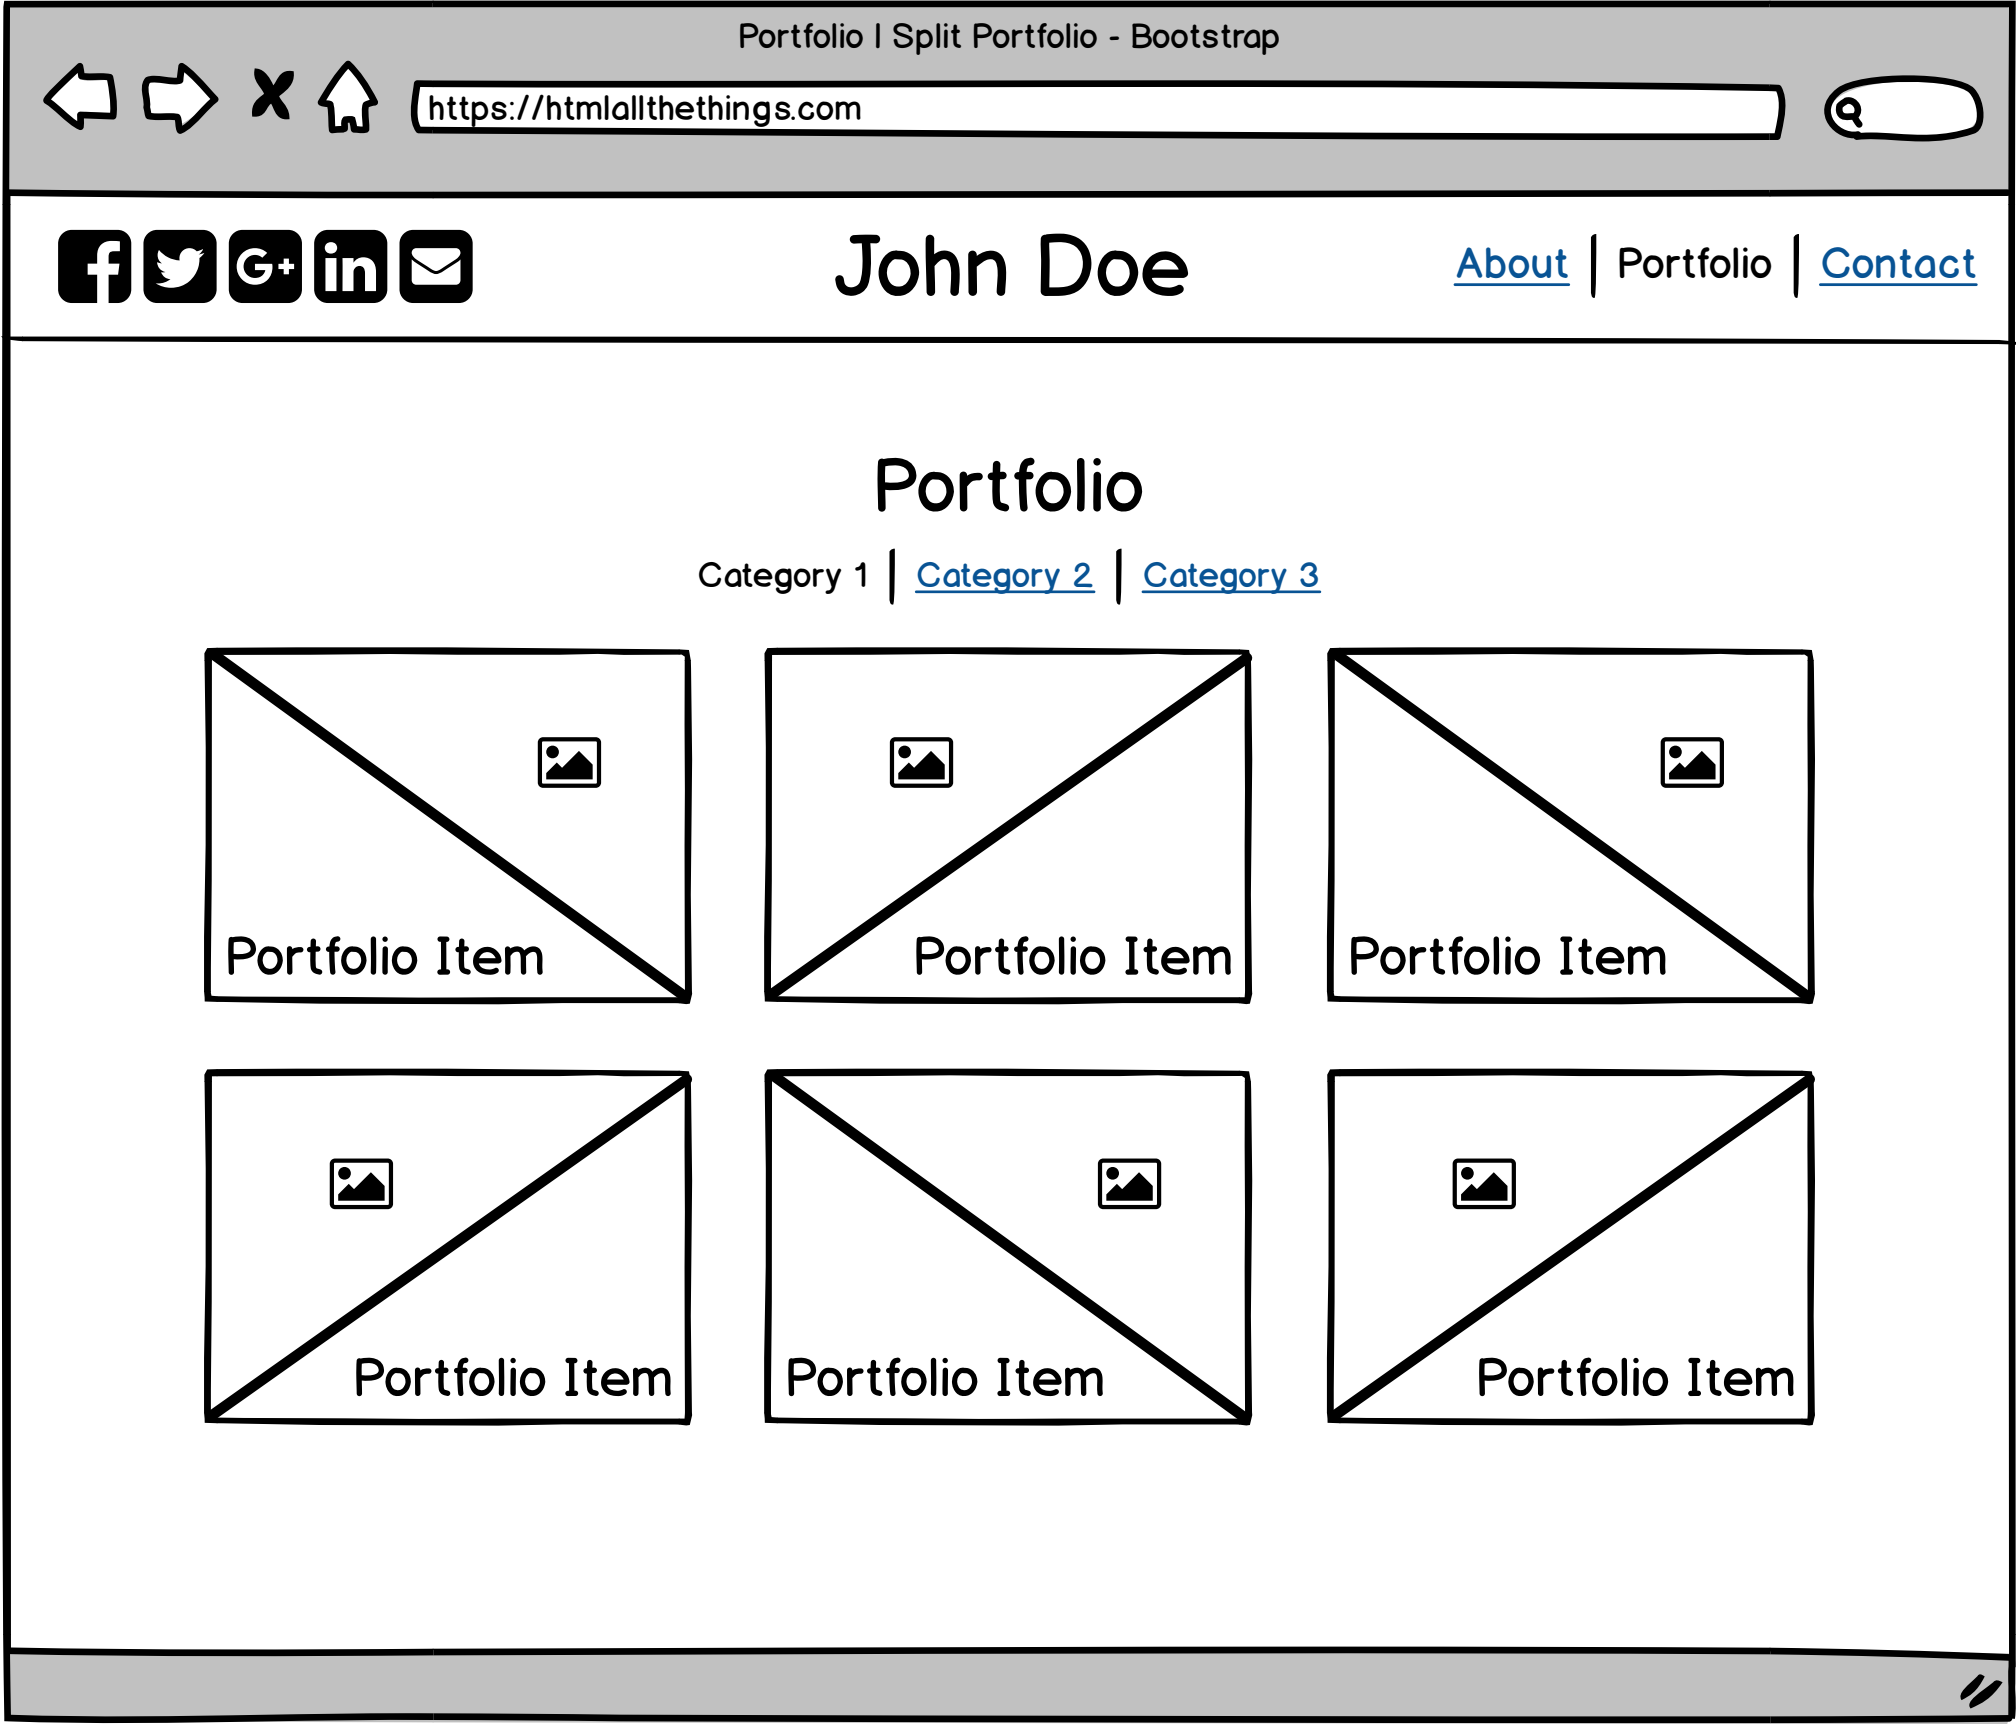 Portfolio | Split Portfolio - Bootstrap
https://htmlallthethings.com
John Doe
About | Portfolio | Contact
Portfolio
Category 1 | Category 2 | Category 3
Portfolio Item
Portfolio Item
Portfolio Item
Portfolio Item
Portfolio Item
Portfolio Item